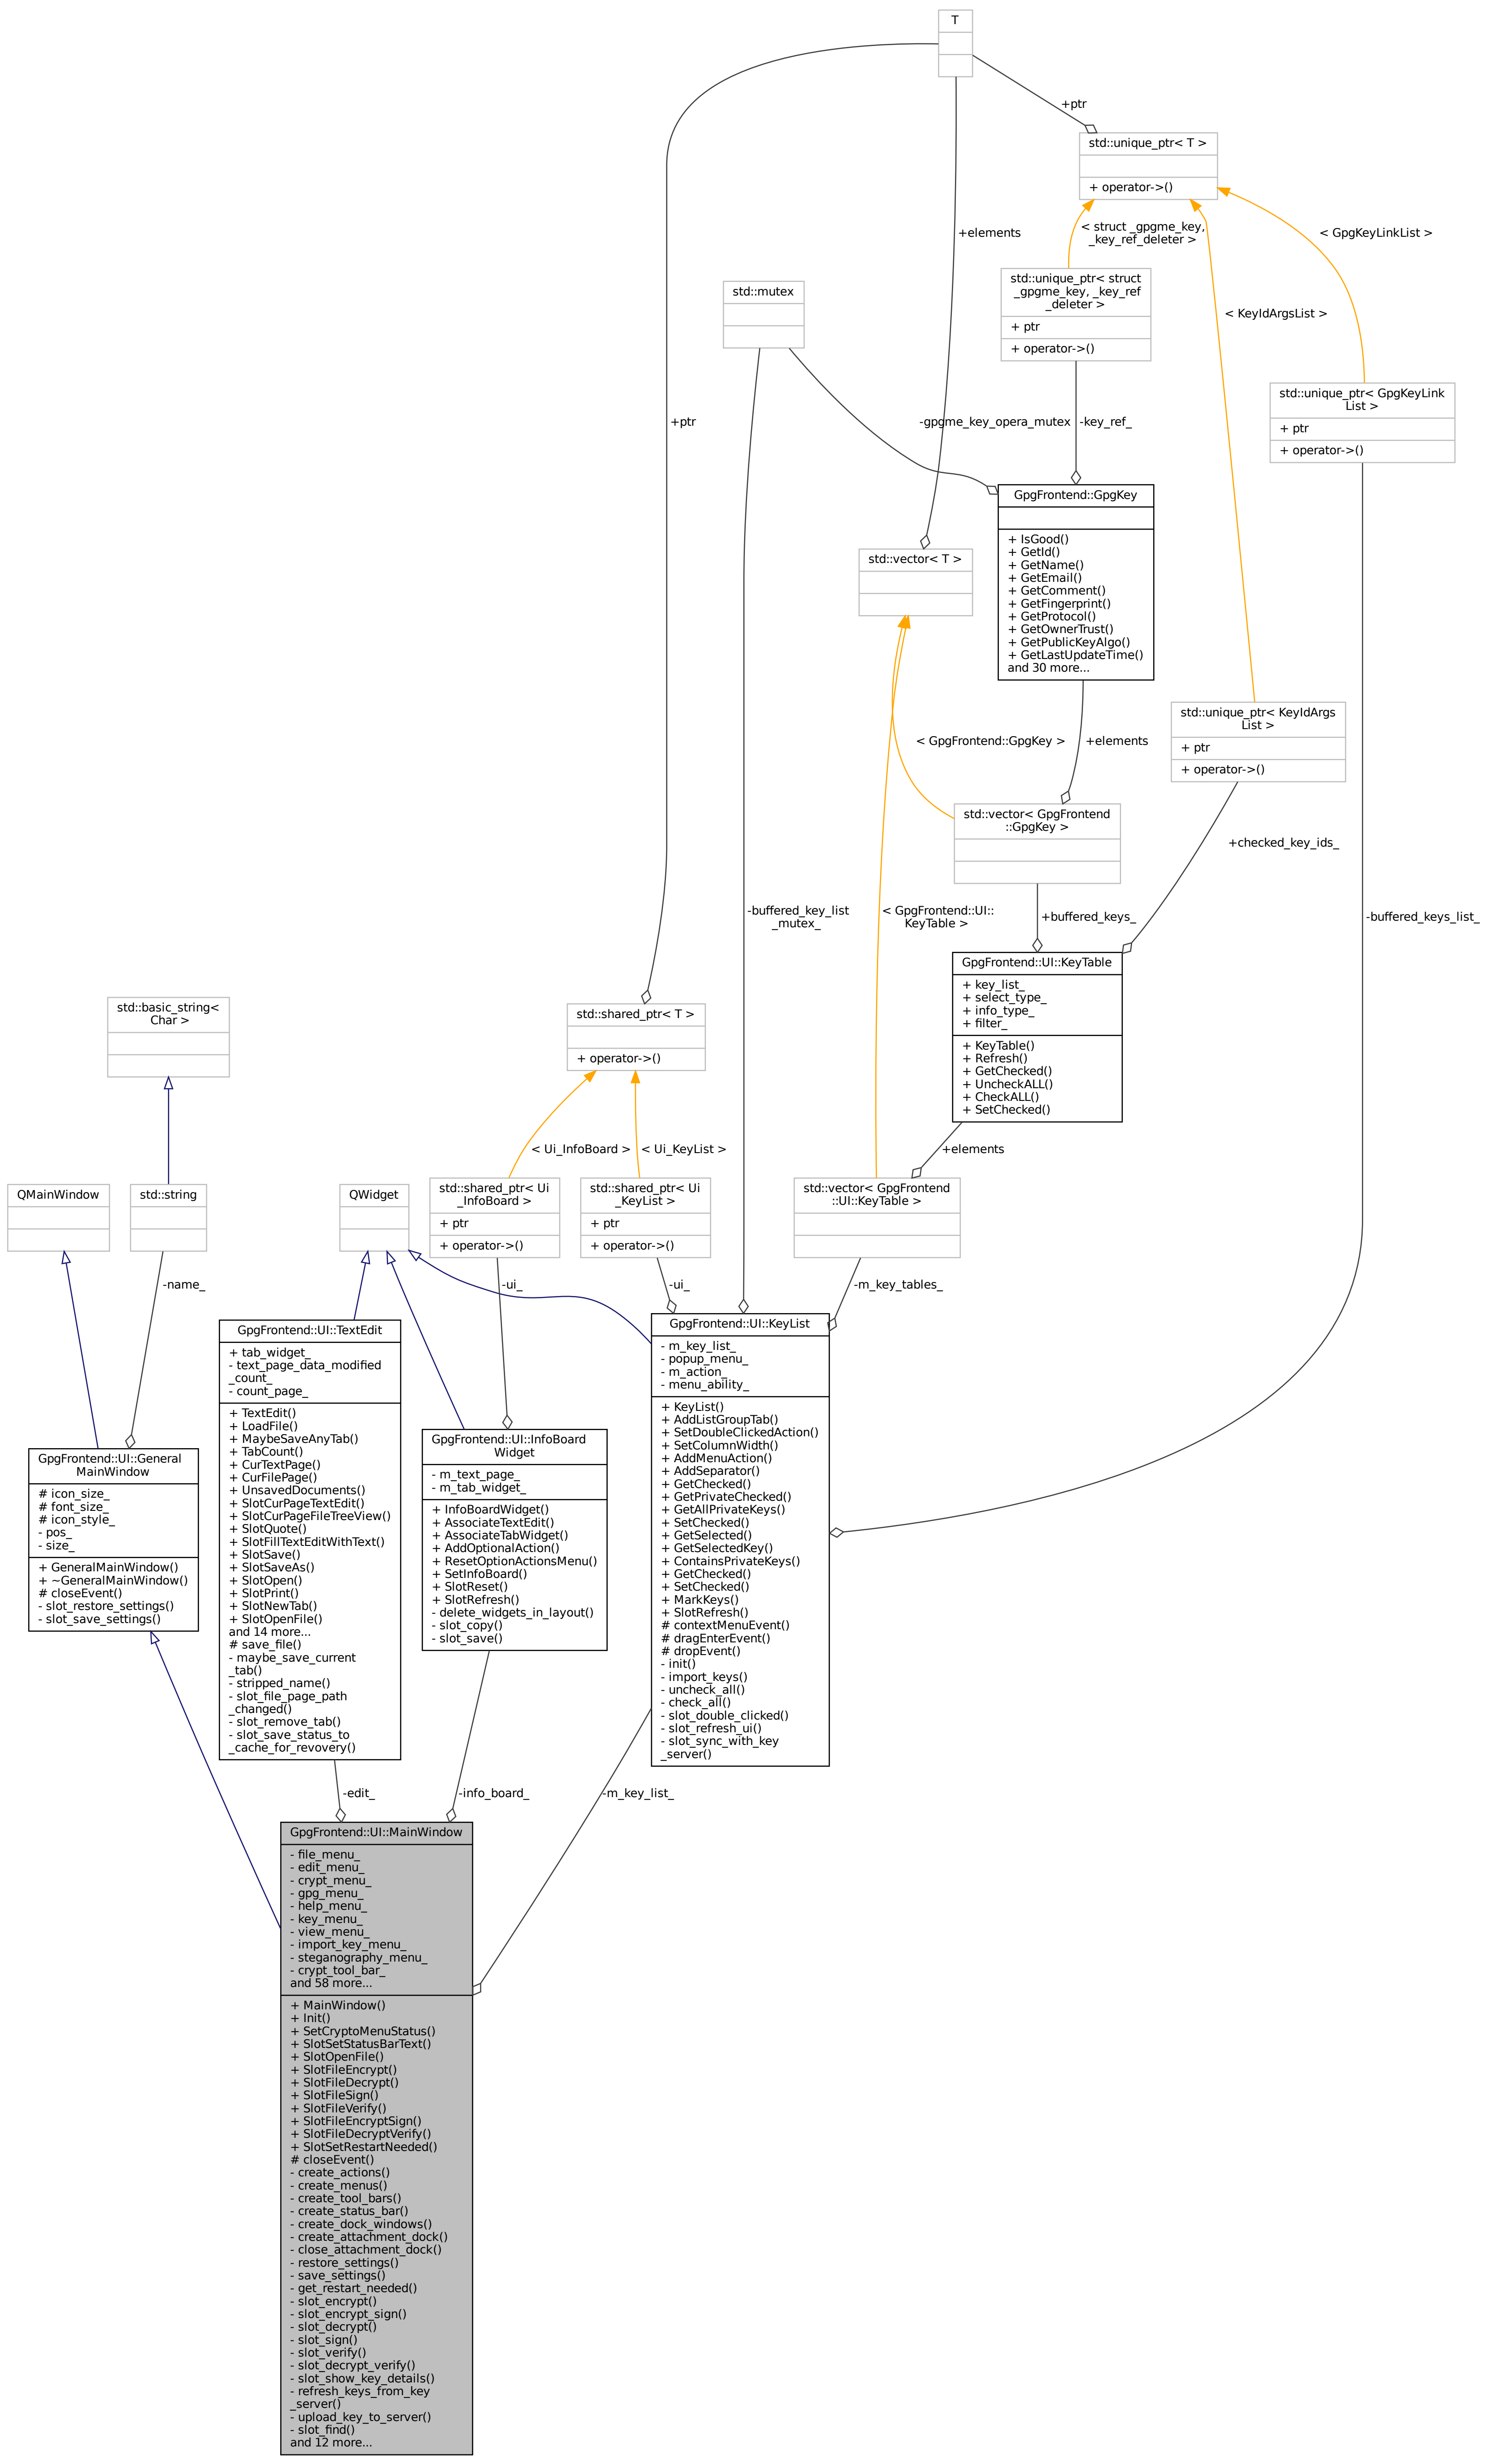 T
+ptr
std::unique_ptr< T >
+ operator->()
+elements
< struct _gpgme_key,
_key_ref_deleter >
< GpgKeyLinkList >
std::mutex
std::unique_ptr< struct
_gpgme_key, _key_ref
_deleter >
+ ptr
+ operator->()
< KeyIdArgsList >
std::unique_ptr< GpgKeyLink
List >
+ ptr
+ operator->()
+ptr
-gpgme_key_opera_mutex
-key_ref_
GpgFrontend::GpgKey
+ IsGood()
+ GetId()
+ GetName()
+ GetEmail()
+ GetComment()
+ GetFingerprint()
+ GetProtocol()
+ GetOwnerTrust()
+ GetPublicKeyAlgo()
+ GetLastUpdateTime()
and 30 more...
std::vector< T >
std::unique_ptr< KeyIdArgs
List >
+ ptr
+ operator->()
< GpgFrontend::GpgKey >
+elements
std::vector< GpgFrontend
::GpgKey >
+checked_key_ids_
-buffered_key_list
_mutex_
< GpgFrontend::UI::
KeyTable >
+buffered_keys_
-buffered_keys_list_
GpgFrontend::UI::KeyTable
+ key_list_
+ select_type_
+ info_type_
+ filter_
+ KeyTable()
+ Refresh()
+ GetChecked()
+ UncheckALL()
+ CheckALL()
+ SetChecked()
std::basic_string<
Char >
std::shared_ptr< T >
+ operator->()
< Ui_InfoBoard >
< Ui_KeyList >
+elements
QMainWindow
std::string
QWidget
std::shared_ptr< Ui
_InfoBoard >
+ ptr
+ operator->()
std::shared_ptr< Ui
_KeyList >
+ ptr
+ operator->()
std::vector< GpgFrontend
::UI::KeyTable >
-name_
-ui_
-ui_
-m_key_tables_
GpgFrontend::UI::TextEdit
+ tab_widget_
- text_page_data_modified
_count_
- count_page_
+ TextEdit()
+ LoadFile()
+ MaybeSaveAnyTab()
+ TabCount()
+ CurTextPage()
+ CurFilePage()
+ UnsavedDocuments()
+ SlotCurPageTextEdit()
+ SlotCurPageFileTreeView()
+ SlotQuote()
+ SlotFillTextEditWithText()
+ SlotSave()
+ SlotSaveAs()
+ SlotOpen()
+ SlotPrint()
+ SlotNewTab()
+ SlotOpenFile()
and 14 more...
# save_file()
- maybe_save_current
_tab()
- stripped_name()
- slot_file_page_path
_changed()
- slot_remove_tab()
- slot_save_status_to
_cache_for_revovery()
GpgFrontend::UI::KeyList
- m_key_list_
- popup_menu_
- m_action_
- menu_ability_
+ KeyList()
+ AddListGroupTab()
+ SetDoubleClickedAction()
+ SetColumnWidth()
+ AddMenuAction()
+ AddSeparator()
+ GetChecked()
+ GetPrivateChecked()
+ GetAllPrivateKeys()
+ SetChecked()
+ GetSelected()
+ GetSelectedKey()
+ ContainsPrivateKeys()
+ GetChecked()
+ SetChecked()
+ MarkKeys()
+ SlotRefresh()
# contextMenuEvent()
# dragEnterEvent()
# dropEvent()
- init()
- import_keys()
- uncheck_all()
- check_all()
- slot_double_clicked()
- slot_refresh_ui()
- slot_sync_with_key
_server()
GpgFrontend::UI::InfoBoard
Widget
- m_text_page_
- m_tab_widget_
+ InfoBoardWidget()
+ AssociateTextEdit()
+ AssociateTabWidget()
+ AddOptionalAction()
+ ResetOptionActionsMenu()
+ SetInfoBoard()
+ SlotReset()
+ SlotRefresh()
- delete_widgets_in_layout()
- slot_copy()
- slot_save()
GpgFrontend::UI::General
MainWindow
# icon_size_
# font_size_
# icon_style_
- pos_
- size_
+ GeneralMainWindow()
+ ~GeneralMainWindow()
# closeEvent()
- slot_restore_settings()
- slot_save_settings()
-edit_
-info_board_
-m_key_list_
GpgFrontend::UI::MainWindow
- file_menu_
- edit_menu_
- crypt_menu_
- gpg_menu_
- help_menu_
- key_menu_
- view_menu_
- import_key_menu_
- steganography_menu_
- crypt_tool_bar_
and 58 more...
+ MainWindow()
+ Init()
+ SetCryptoMenuStatus()
+ SlotSetStatusBarText()
+ SlotOpenFile()
+ SlotFileEncrypt()
+ SlotFileDecrypt()
+ SlotFileSign()
+ SlotFileVerify()
+ SlotFileEncryptSign()
+ SlotFileDecryptVerify()
+ SlotSetRestartNeeded()
# closeEvent()
- create_actions()
- create_menus()
- create_tool_bars()
- create_status_bar()
- create_dock_windows()
- create_attachment_dock()
- close_attachment_dock()
- restore_settings()
- save_settings()
- get_restart_needed()
- slot_encrypt()
- slot_encrypt_sign()
- slot_decrypt()
- slot_sign()
- slot_verify()
- slot_decrypt_verify()
- slot_show_key_details()
- refresh_keys_from_key
_server()
- upload_key_to_server()
- slot_find()
and 12 more...